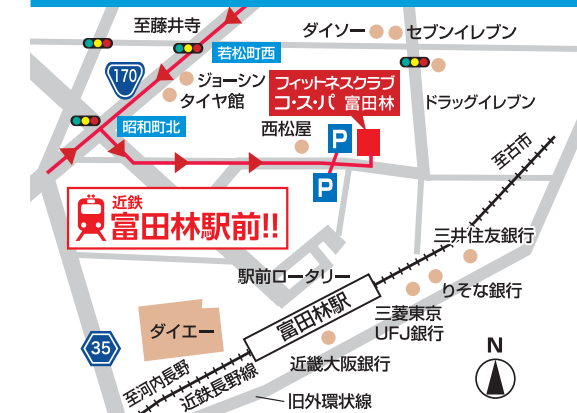 至藤井寺
ダイソー
セブンイレブン
若松町西
170
ジョーシン
タイヤ館
フィットネスクラブ
コ・ス・パ 富田林
ドラッグイレブン
昭和町北
西松屋
P
P
至古市
近鉄
富田林駅前!!
三井住友銀行
駅前ロータリー
りそな銀行
富田林駅
三菱東京
UFJ銀行
ダイエー
35
近畿大阪銀行
N
至河内長野
近鉄長野線
旧外環状線